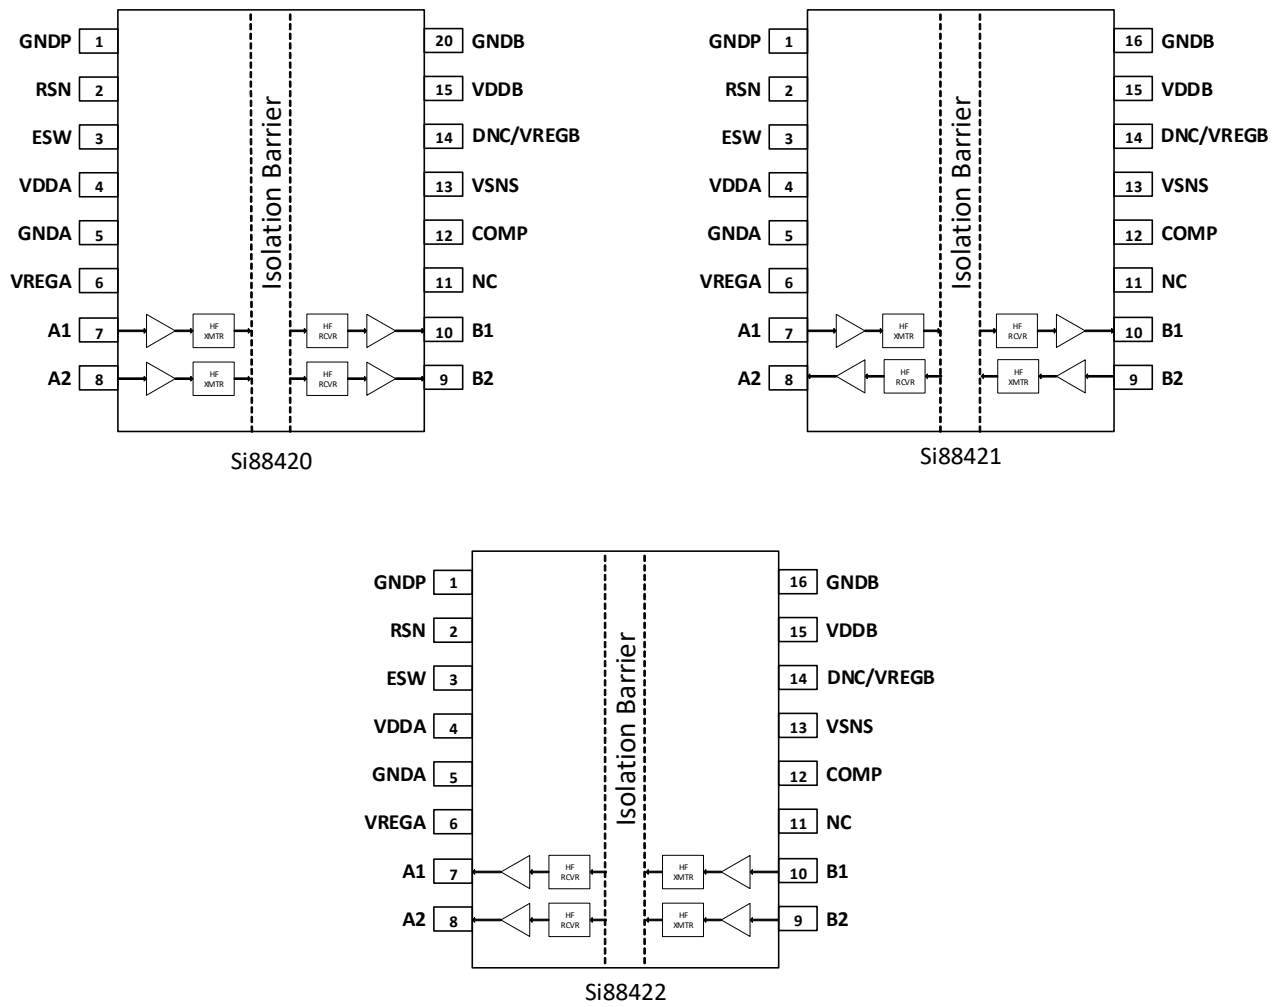 GNDP 1 20 GNDB
RSN 2 15 VDDB
ESW 3 14 DNC/VREGB
VDDA 4 13 VSNS
GNDA 5 12 COMP
VREGA 6 11 NC
A1 7 HF XMTR HF RCVR 10 B1
A2 8 HF XMTR HF RCVR 9 B2
Isolation Barrier
Si88420
GNDP 1 16 GNDB
RSN 2 15 VDDB
ESW 3 14 DNC/VREGB
VDDA 4 13 VSNS
GNDA 5 12 COMP
VREGA 6 11 NC
A1 7 HF XMTR HF RCVR 10 B1
A2 8 HF RCVR HF XMTR 9 B2
Isolation Barrier
Si88421
GNDP 1 16 GNDB
RSN 2 15 VDDB
ESW 3 14 DNC/VREGB
VDDA 4 13 VSNS
GNDA 5 12 COMP
VREGA 6 11 NC
A1 7 HF RCVR HF XMTR 10 B1
A2 8 HF RCVR HF XMTR 9 B2
Isolation Barrier
Si88422